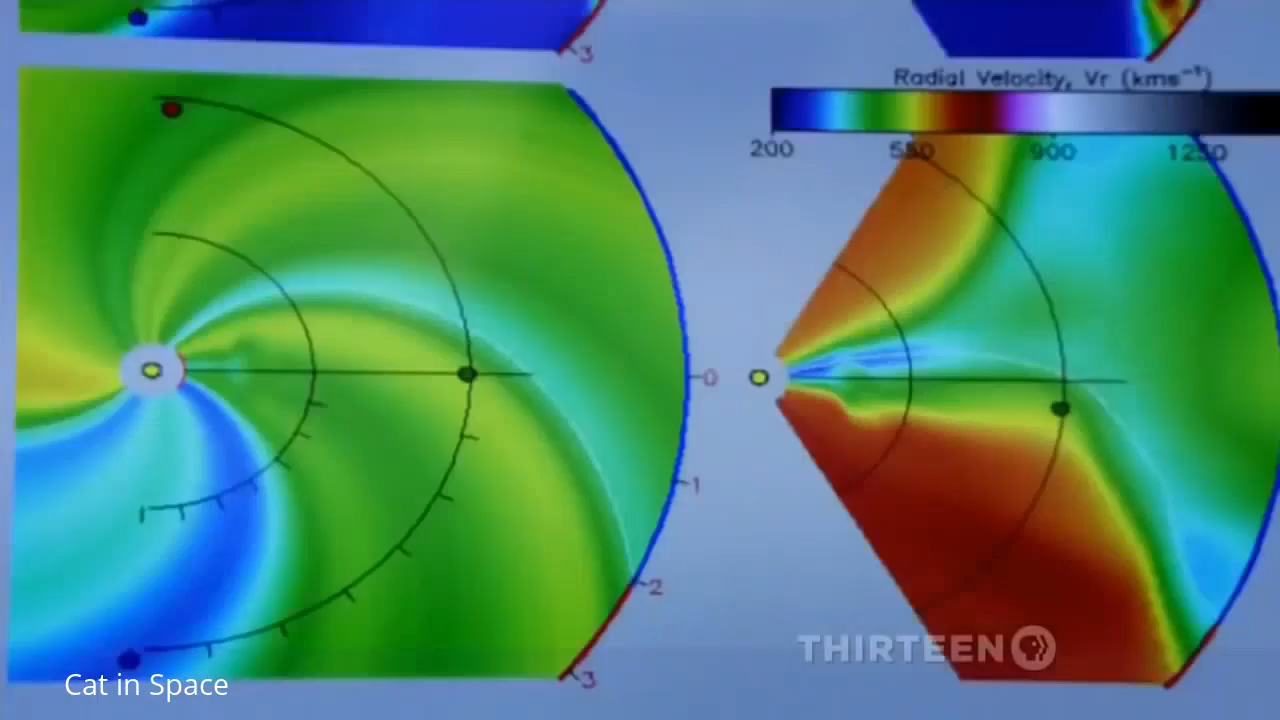 3
Radial Velocity, Vr (kms⁻¹)
200 550 900 1250
0
1
2
THIRTEEN
3
Cat in Space